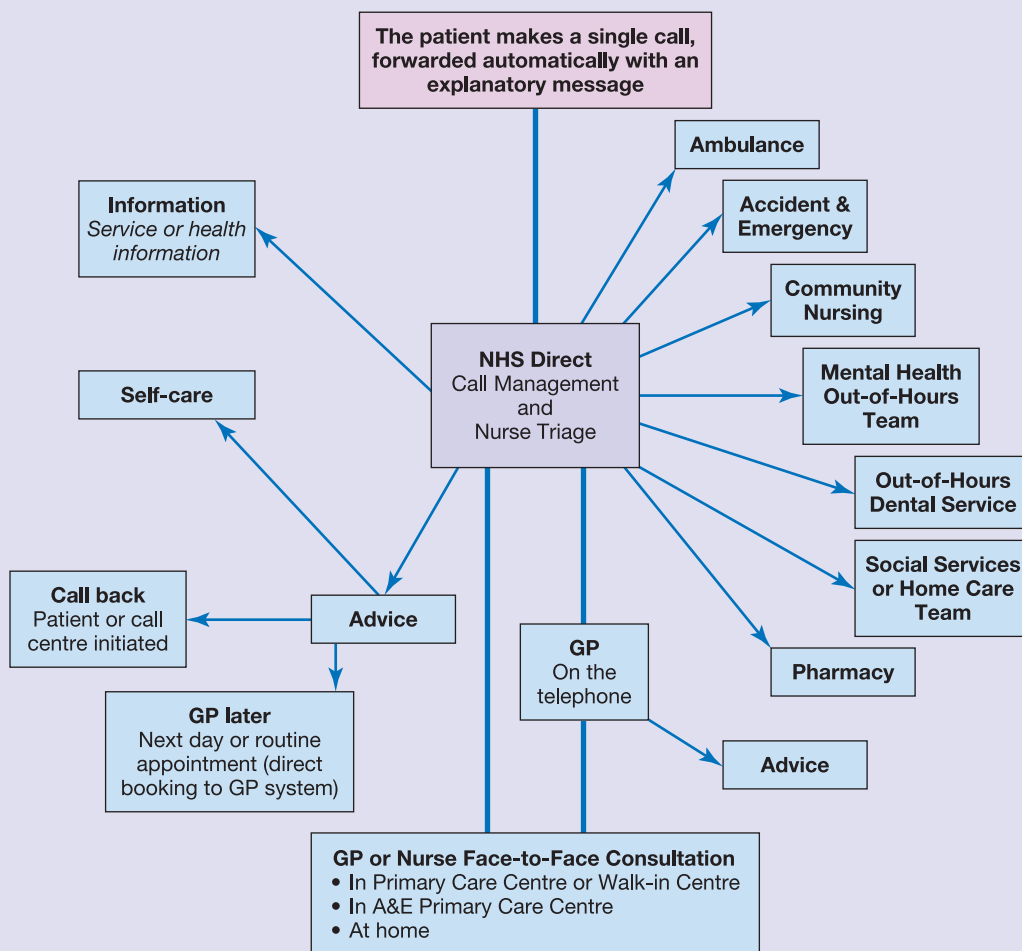 The patient makes a single call,
forwarded automatically with an
explanatory message
Ambulance
Accident &
Emergency
Information
Service or health
information
Community
Nursing
NHS Direct
Call Management
and
Nurse Triage
Mental Health
Out-of-Hours
Team
Self-care
Out-of-Hours
Dental Service
Social Services
or Home Care
Team
Call back
Patient or call
centre initiated
Advice
GP
On the
telephone
Pharmacy
GP later
Next day or routine
appointment (direct
booking to GP system)
Advice
GP or Nurse Face-to-Face Consultation
• In Primary Care Centre or Walk-in Centre
• In A&E Primary Care Centre
• At home